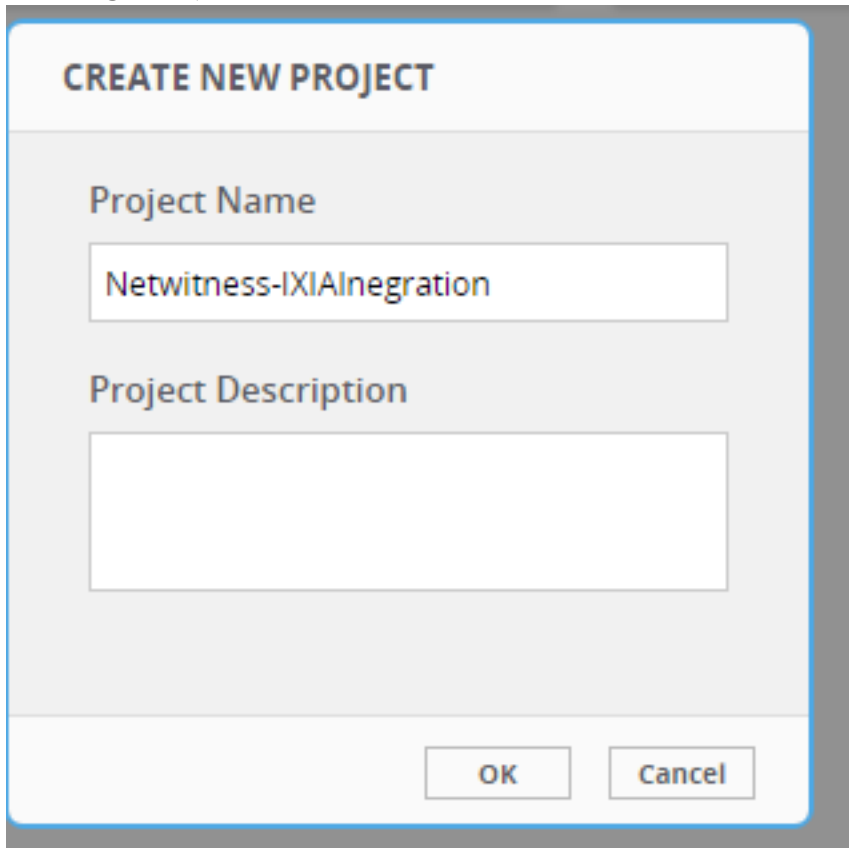 CREATE NEW PROJECT
Project Name
Netwitness-IXIAInegration
Project Description
OK Cancel